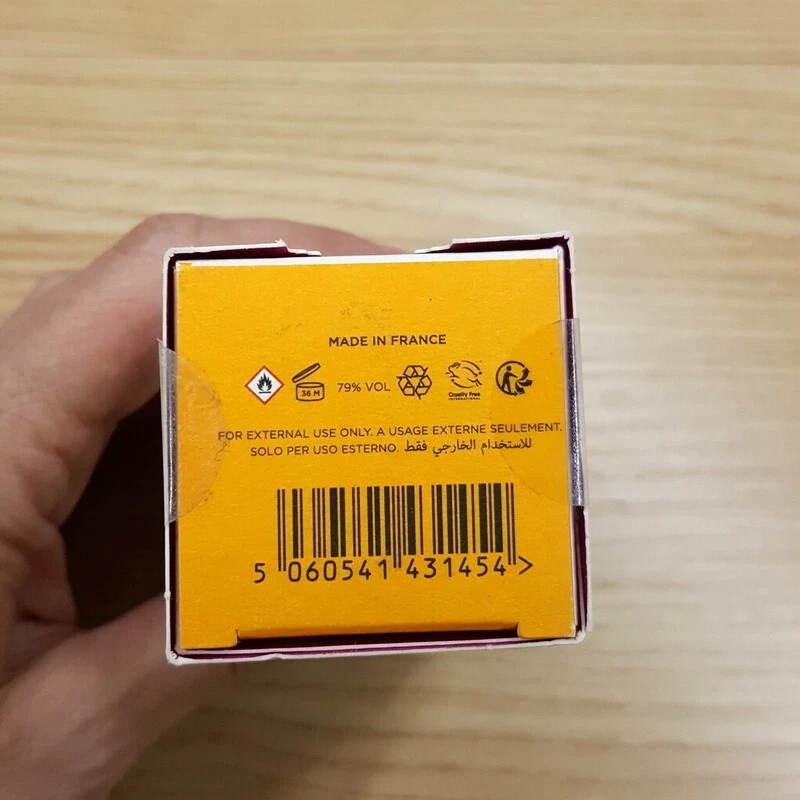 MADE IN FRANCE
36 M
79% VOL
Cruelty Free
INTERNATIONAL
FOR EXTERNAL USE ONLY. A USAGE EXTERNE SEULEMENT.
SOLO PER USO ESTERNO. للاستخدام الخارجي فقط
5 060541 431454 >